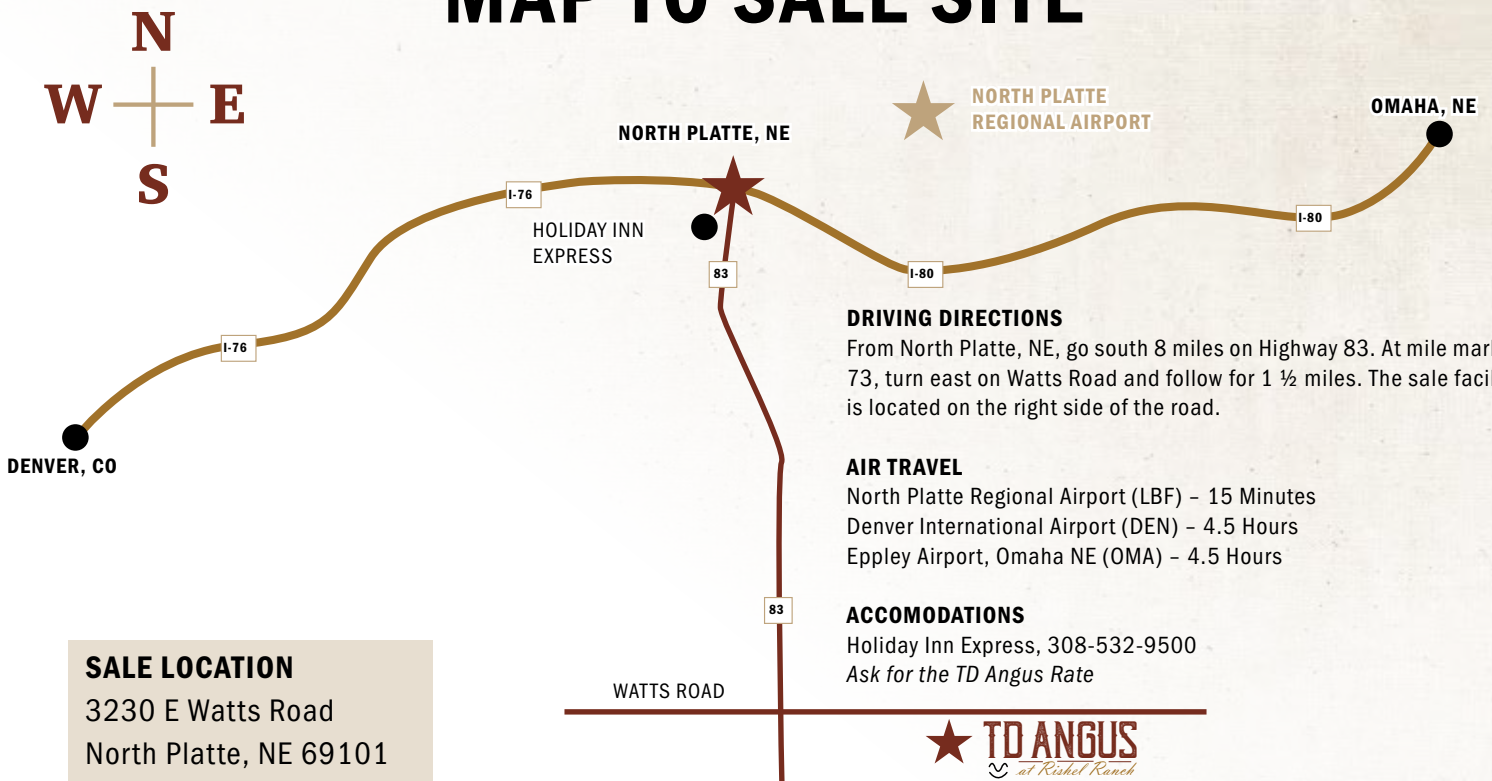 MAP TO SALE SITE
N
W E
S
NORTH PLATTE
REGIONAL AIRPORT
OMAHA, NE
NORTH PLATTE, NE
I-76
HOLIDAY INN
EXPRESS
I-80
83
I-80
I-76
DENVER, CO
DRIVING DIRECTIONS
From North Platte, NE, go south 8 miles on Highway 83. At mile mar
73, turn east on Watts Road and follow for 1 ½ miles. The sale facil
is located on the right side of the road.
AIR TRAVEL
North Platte Regional Airport (LBF) – 15 Minutes
Denver International Airport (DEN) – 4.5 Hours
Eppley Airport, Omaha NE (OMA) – 4.5 Hours
83
ACCOMODATIONS
Holiday Inn Express, 308-532-9500
Ask for the TD Angus Rate
SALE LOCATION
3230 E Watts Road
North Platte, NE 69101
WATTS ROAD
TD ANGUS
at Rishel Ranch